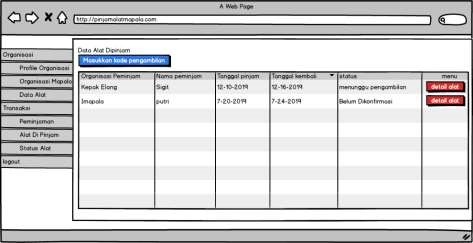 A Web Page
http://pinjamalatmapala.com
Data Alat Dipinjam
Masukkan kode pengambilan
Organisasi
Profile Organisasi
Organisasi Mapala
Data Alat
Transaksi
Peminjaman
Alat Di Pinjam
Status Alat
logout
Organisasi Peminjam Nama peminjam Tanggal pinjam Tanggal kembali status menu
Kepak Elang Sigit 12-10-2019 12-16-2019 menunggu pengambilan detail alat
Imapala putri 7-20-2019 7-24-2019 Belum Dikonfirmasi detail alat